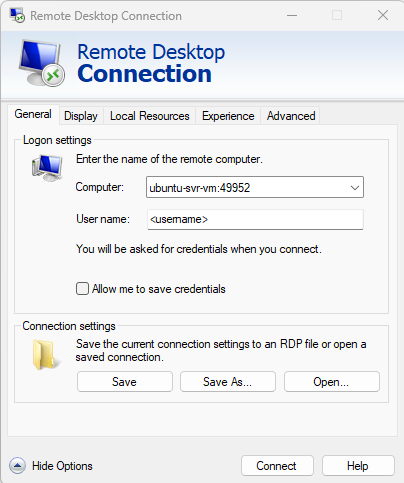 Remote Desktop Connection
Remote Desktop
Connection
General Display Local Resources Experience Advanced
Logon settings
Enter the name of the remote computer.
Computer: ubuntu-svr-vm:49952
User name: <username>
You will be asked for credentials when you connect.
Allow me to save credentials
Connection settings
Save the current connection settings to an RDP file or open a
saved connection.
Save Save As... Open...
Hide Options Connect Help